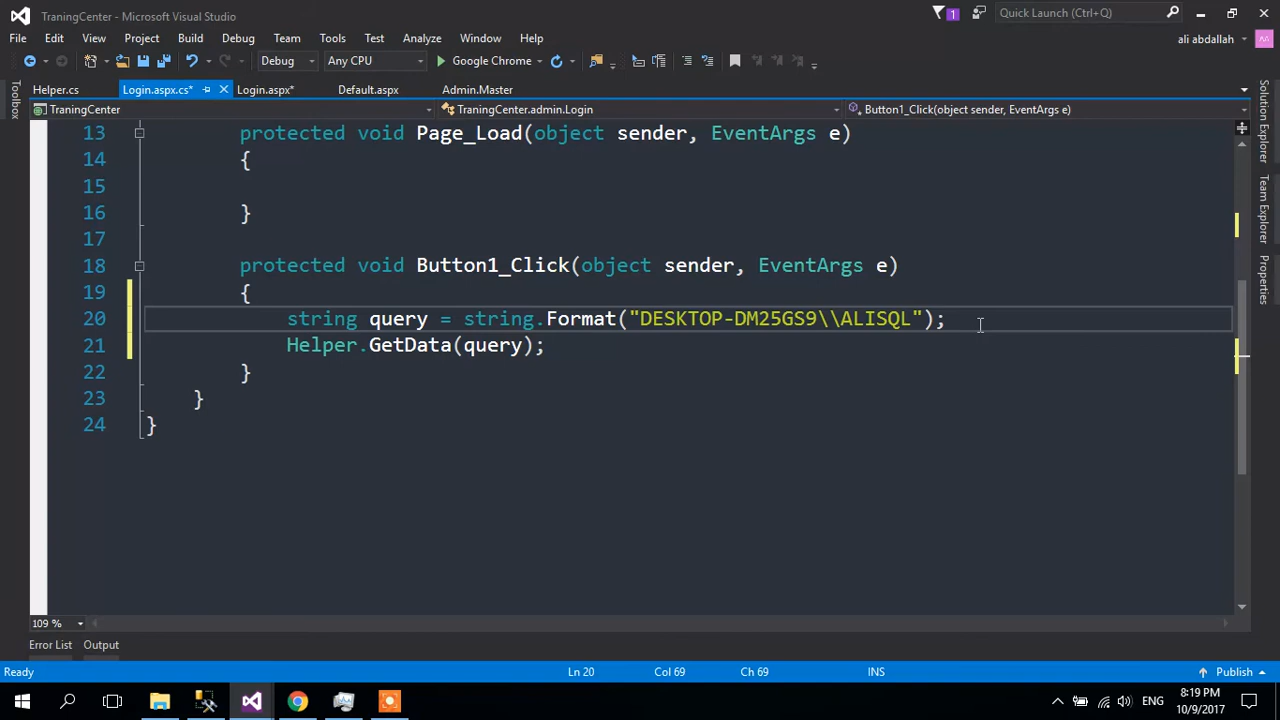 TraningCenter - Microsoft Visual Studio
1
Quick Launch (Ctrl+Q)
File Edit View Project Build Debug Team Tools Test Analyze Window Help
ali abdallah
Debug Any CPU Google Chrome
Toolbox
Helper.cs Login.aspx.cs* Login.aspx* Default.aspx Admin.Master
TraningCenter TraningCenter.admin.Login Button1_Click(object sender, EventArgs e)
13 protected void Page_Load(object sender, EventArgs e)
14 {
15
16 }
17
18 protected void Button1_Click(object sender, EventArgs e)
19 {
20 string query = string.Format("DESKTOP-DM25GS9\\ALISQL");
21 Helper.GetData(query);
22 }
23 }
24 }
Solution Explorer
Team Explorer
Properties
109 %
Error List Output
Ready Ln 20 Col 69 Ch 69 INS Publish
ENG
8:19 PM
10/9/2017